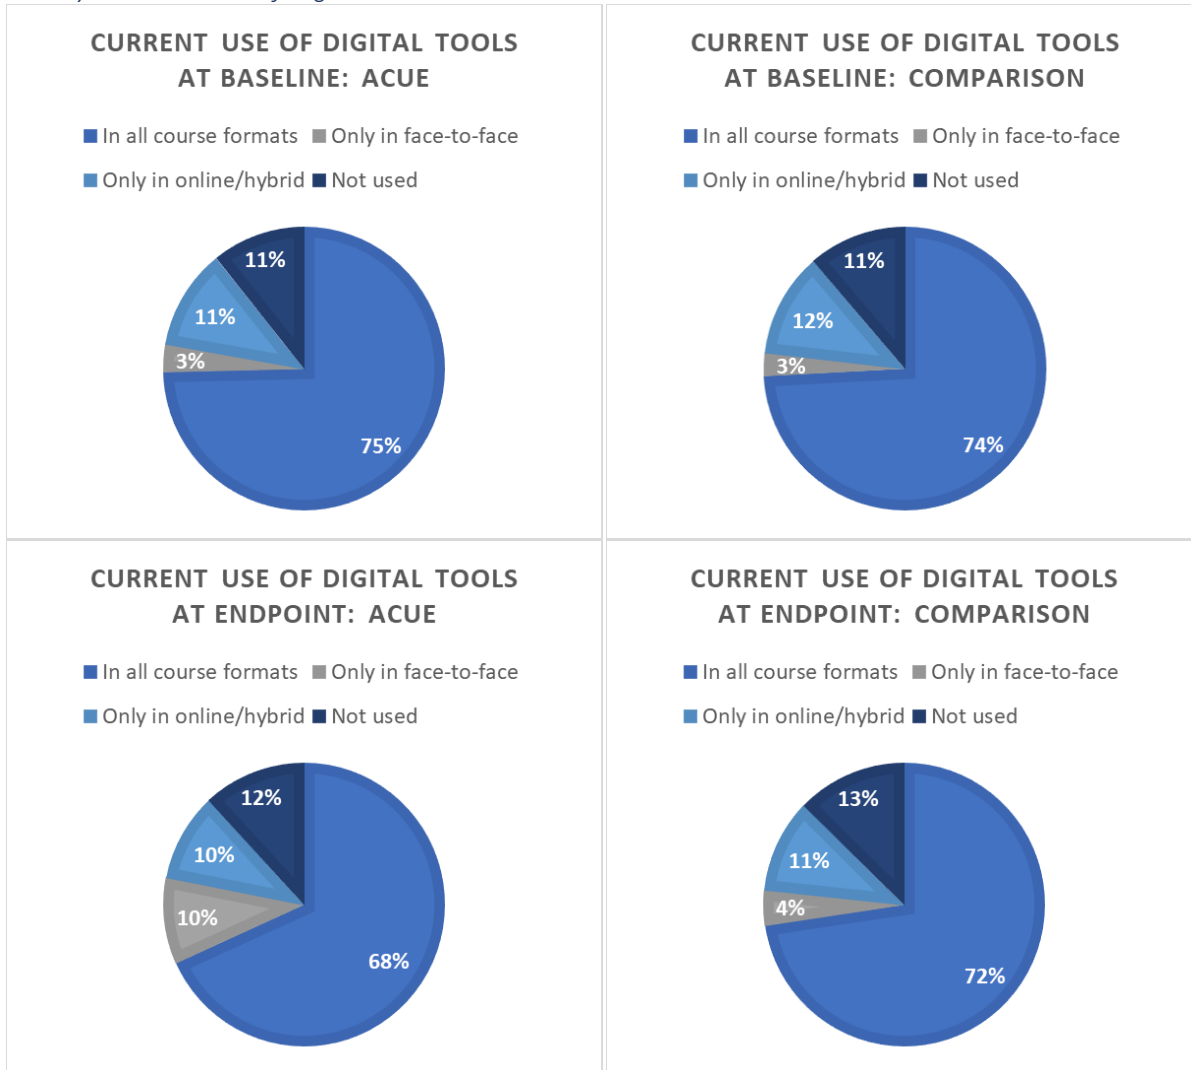 CURRENT USE OF DIGITAL TOOLS
AT BASELINE: ACUE
In all course formats Only in face-to-face
Only in online/hybrid Not used
11%
11%
3%
75%
CURRENT USE OF DIGITAL TOOLS
AT BASELINE: COMPARISON
In all course formats Only in face-to-face
Only in online/hybrid Not used
11%
12%
3%
74%
CURRENT USE OF DIGITAL TOOLS
AT ENDPOINT: ACUE
In all course formats Only in face-to-face
Only in online/hybrid Not used
12%
10%
10%
68%
CURRENT USE OF DIGITAL TOOLS
AT ENDPOINT: COMPARISON
In all course formats Only in face-to-face
Only in online/hybrid Not used
13%
11%
4%
72%